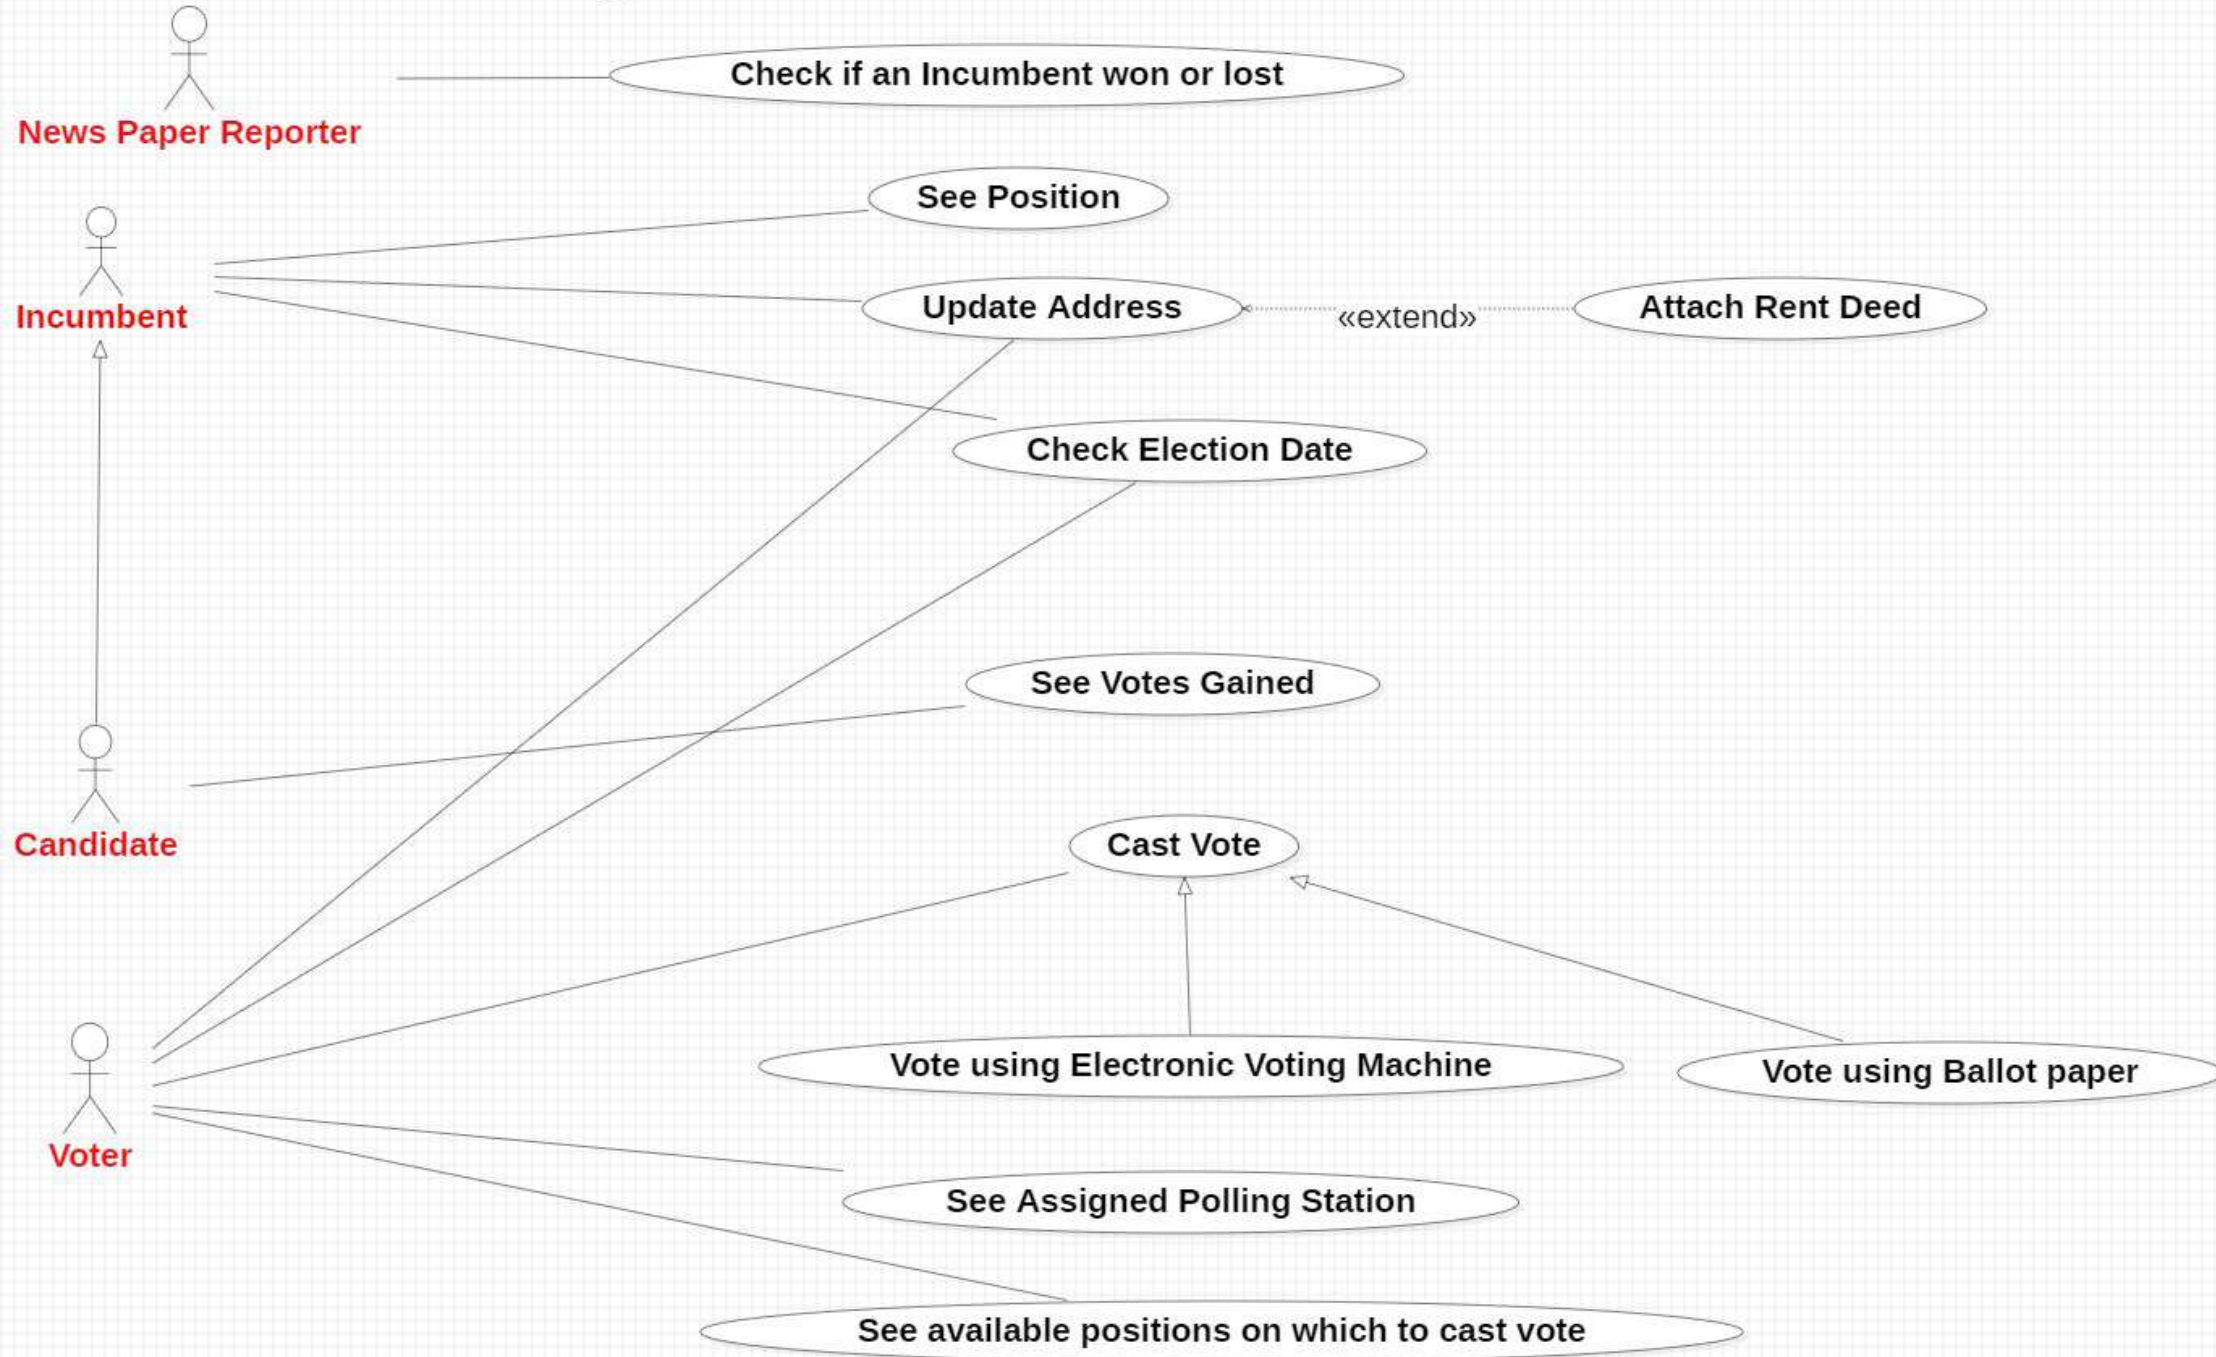 Check if an Incumbent won or lost
News Paper Reporter
See Position
Incumbent
Update Address
«extend»
Attach Rent Deed
Check Election Date
See Votes Gained
Candidate
Cast Vote
Vote using Electronic Voting Machine
Vote using Ballot paper
Voter
See Assigned Polling Station
See available positions on which to cast vote